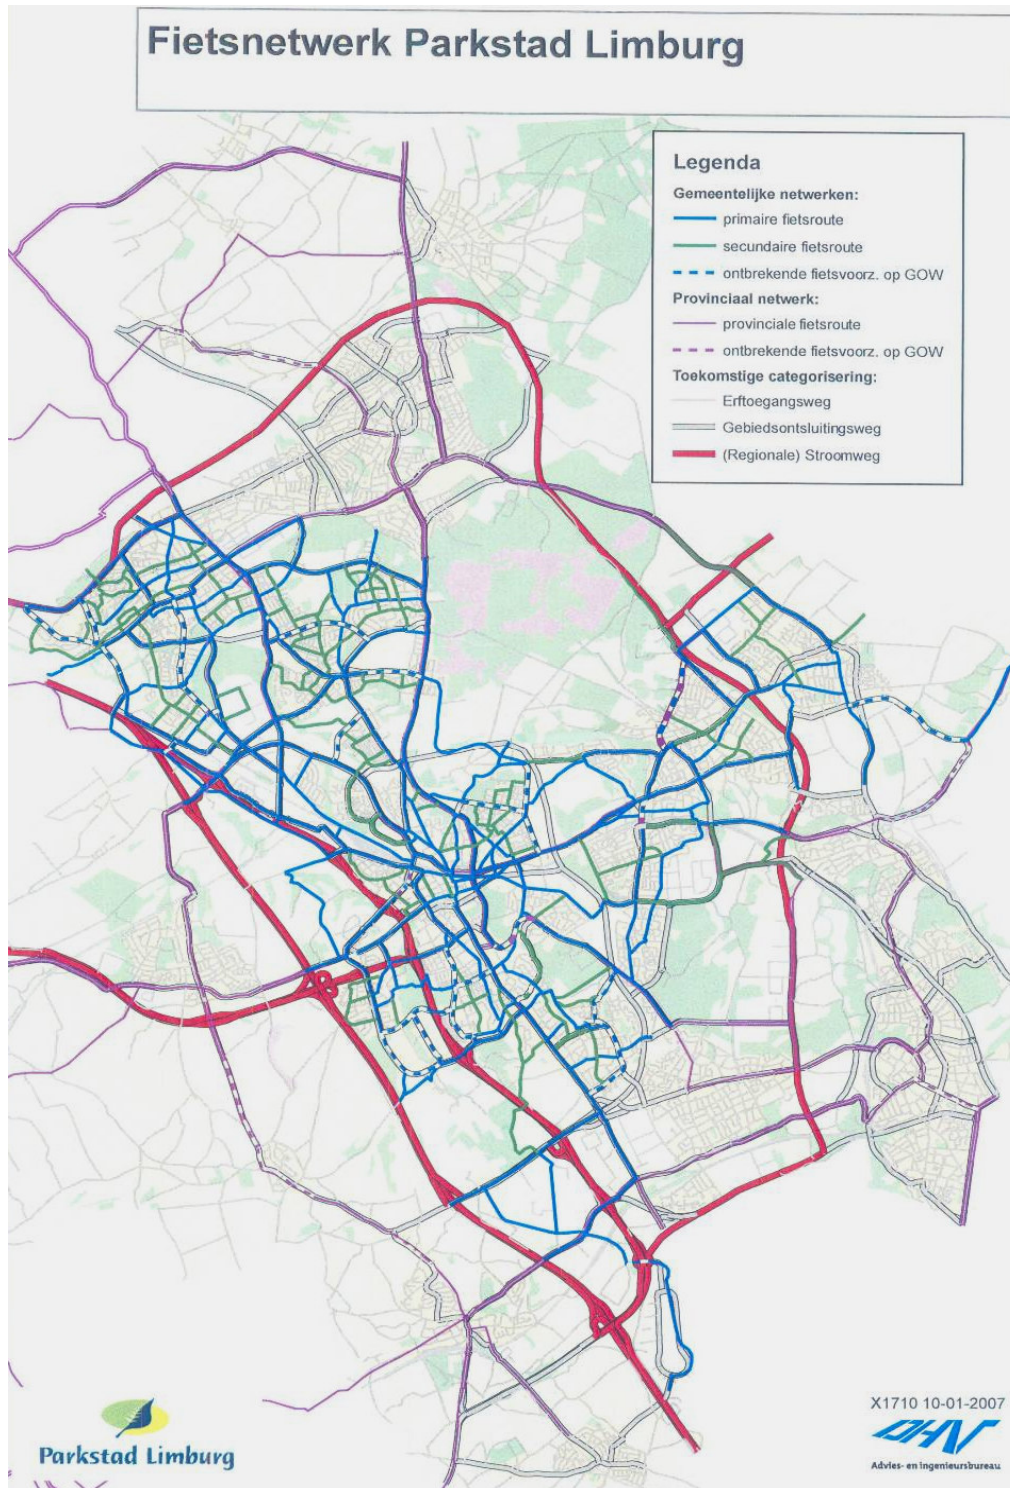 Fietsnetwerk Parkstad Limburg
Legenda
Gemeentelijke netwerken:
primaire fietsroute
secundaire fietsroute
ontbrekende fietsvoorz. op GOW
Provinciaal netwerk:
provinciale fietsroute
ontbrekende fietsvoorz. op GOW
Toekomstige categorisering:
Erftoegangsweg
Gebiedsontsluitingsweg
(Regionale) Stroomweg
Parkstad Limburg
X1710 10-01-2007
DHV
Advies- en ingenieursbureau